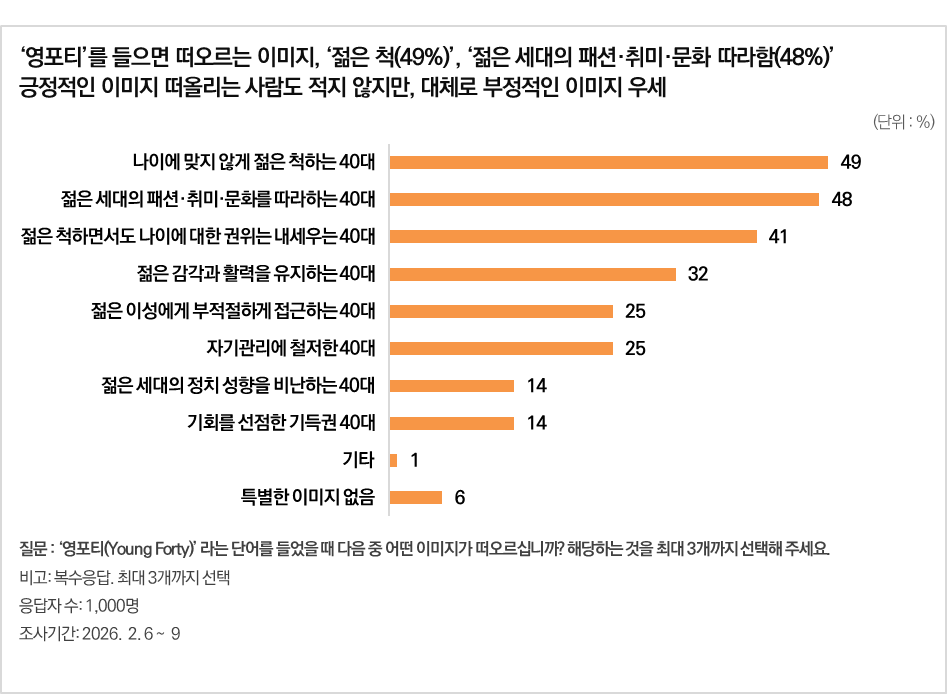 ‘영포티’를 들으면 떠오르는 이미지, ‘젊은 척(49%)’, ‘젊은 세대의 패션·취미·문화 따라함(48%)’
긍정적인 이미지 떠올리는 사람도 적지 않지만, 대체로 부정적인 이미지 우세
(단위 : %)
나이에 맞지 않게 젊은 척하는 40대 49
젊은 세대의 패션·취미·문화를 따라하는 40대 48
젊은 척하면서도 나이에 대한 권위는 내세우는 40대 41
젊은 감각과 활력을 유지하는 40대 32
젊은 이성에게 부적절하게 접근하는 40대 25
자기관리에 철저한 40대 25
젊은 세대의 정치 성향을 비난하는 40대 14
기회를 선점한 기득권 40대 14
기타 1
특별한 이미지 없음 6
질문 : ‘영포티(Young Forty)’ 라는 단어를 들었을 때 다음 중 어떤 이미지가 떠오르십니까? 해당하는 것을 최대 3개까지 선택해 주세요.
비고: 복수응답. 최대 3개까지 선택
응답자 수: 1,000명
조사기간: 2026. 2. 6 ~ 9